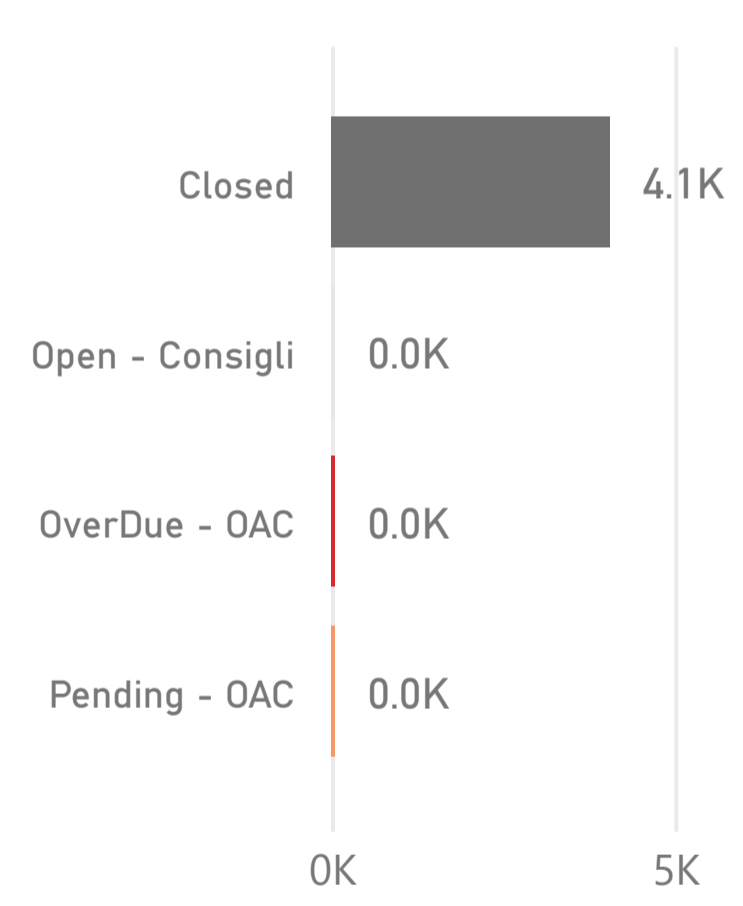 Closed 4.1K
Open - Consigli 0.0K
OverDue - OAC 0.0K
Pending - OAC 0.0K
0K 5K